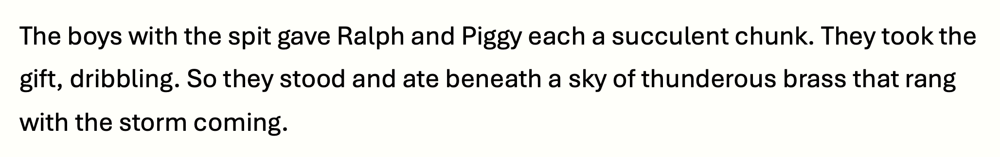 The boys with the spit gave Ralph and Piggy each a succulent chunk. They took the
gift, dribbling. So they stood and ate beneath a sky of thunderous brass that rang
with the storm coming.